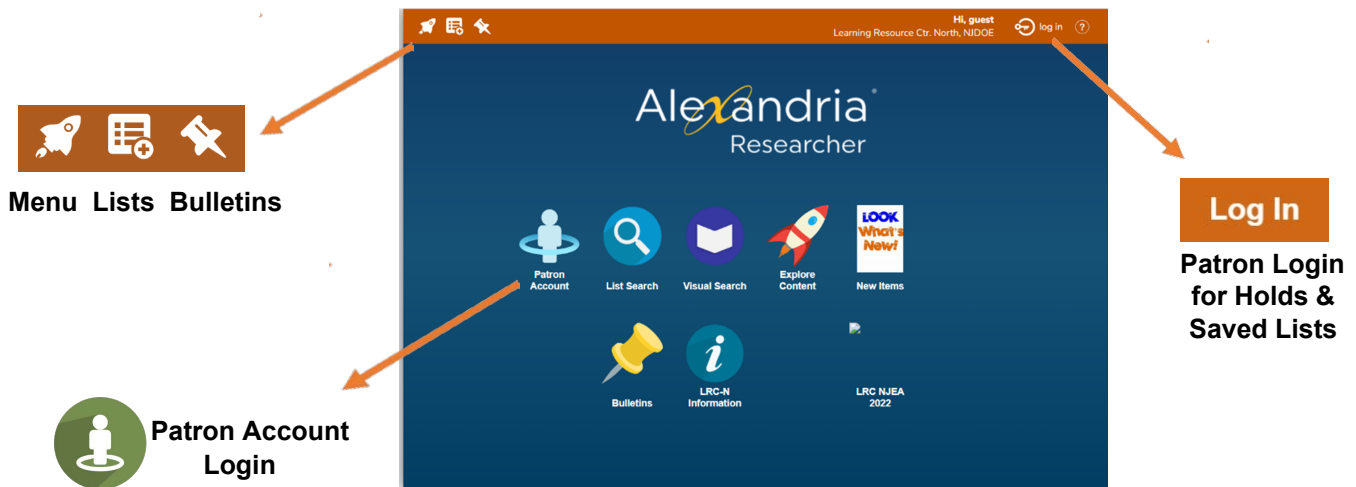 Hi, guest
Learning Resource Ctr. North, NJDOE
log in
?
Alexandria®
Researcher
Menu Lists Bulletins
LOOK
What's
New!
Patron
Account
List Search
Visual Search
Explore
Content
New Items
Log In
Patron Login
for Holds &
Saved Lists
i
Bulletins
LRC-N
Information
LRC NJEA
2022
Patron Account
Login